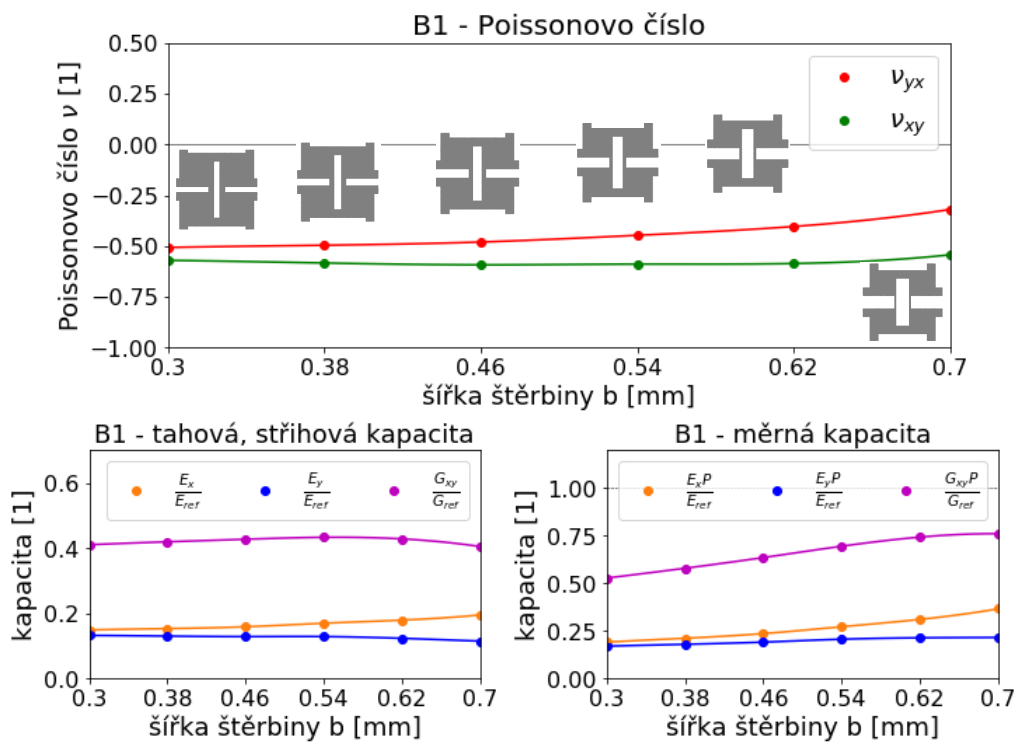 B1 - Poissonovo číslo
Poissonovo číslo ν [1]
0.50
0.25
0.00
−0.25
−0.50
−0.75
−1.00
ν_yx
ν_xy
0.3 0.38 0.46 0.54 0.62 0.7
šířka štěrbiny b [mm]
B1 - tahová, střihová kapacita
kapacita [1]
0.6
0.4
0.2
0.0
E_x/E_ref E_y/E_ref G_xy/G_ref
0.3 0.38 0.46 0.54 0.62 0.7
šířka štěrbiny b [mm]
B1 - měrná kapacita
kapacita [1]
1.00
0.75
0.50
0.25
0.00
E_xP/E_ref E_yP/E_ref G_xyP/G_ref
0.3 0.38 0.46 0.54 0.62 0.7
šířka štěrbiny b [mm]